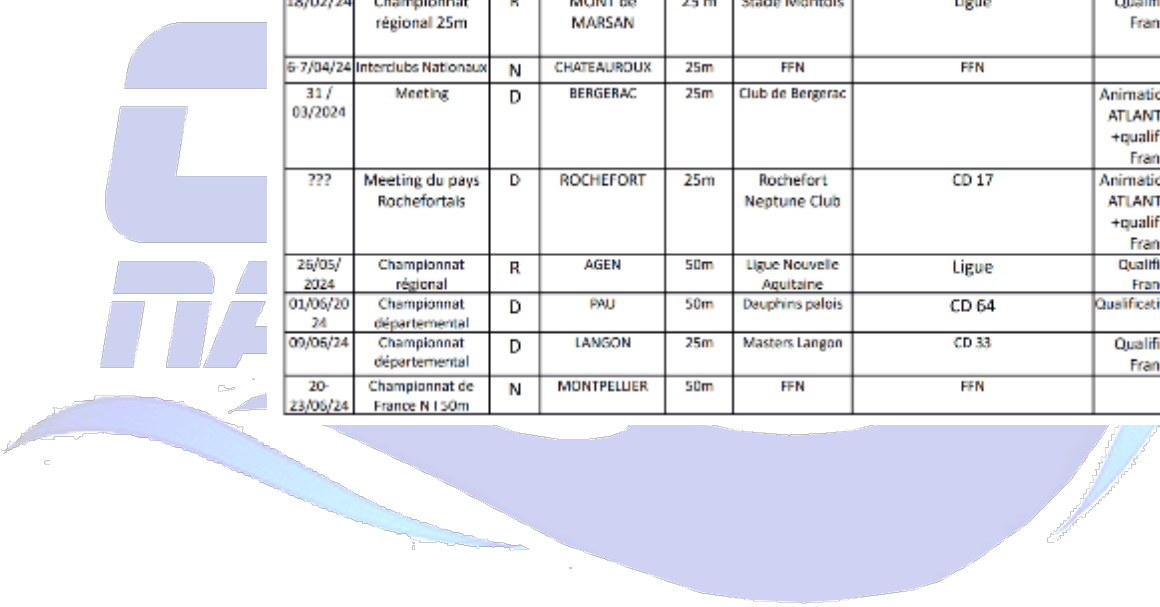 18/02/24 Championnat R MONT de 25 m Stade Montois Ligue
régional 25m MARSAN Fran
6-7/04/24 Interclubs Nationaux N CHATEAUROUX 25m FFN FFN
31 / Meeting D BERGERAC 25m Club de Bergerac Animatio
03/2024 ATLANT
+qualif
Fran
??? Meeting du pays D ROCHEFORT 25m Rochefort CD 17 Animatio
Rochefortais Neptune Club ATLANT
+qualif
Fran
26/05/ Championnat R AGEN 50m Ligue Nouvelle Ligue Qualifi
2024 régional Aquitaine Fran
01/06/20 Championnat D PAU 50m Dauphins palois CD 64 Qualificati
24 départemental
09/06/24 Championnat D LANGON 25m Masters Langon CD 33 Qualifi
départemental Fran
20- Championnat de N MONTPELLIER 50m FFN FFN
23/06/24 France N I 50m